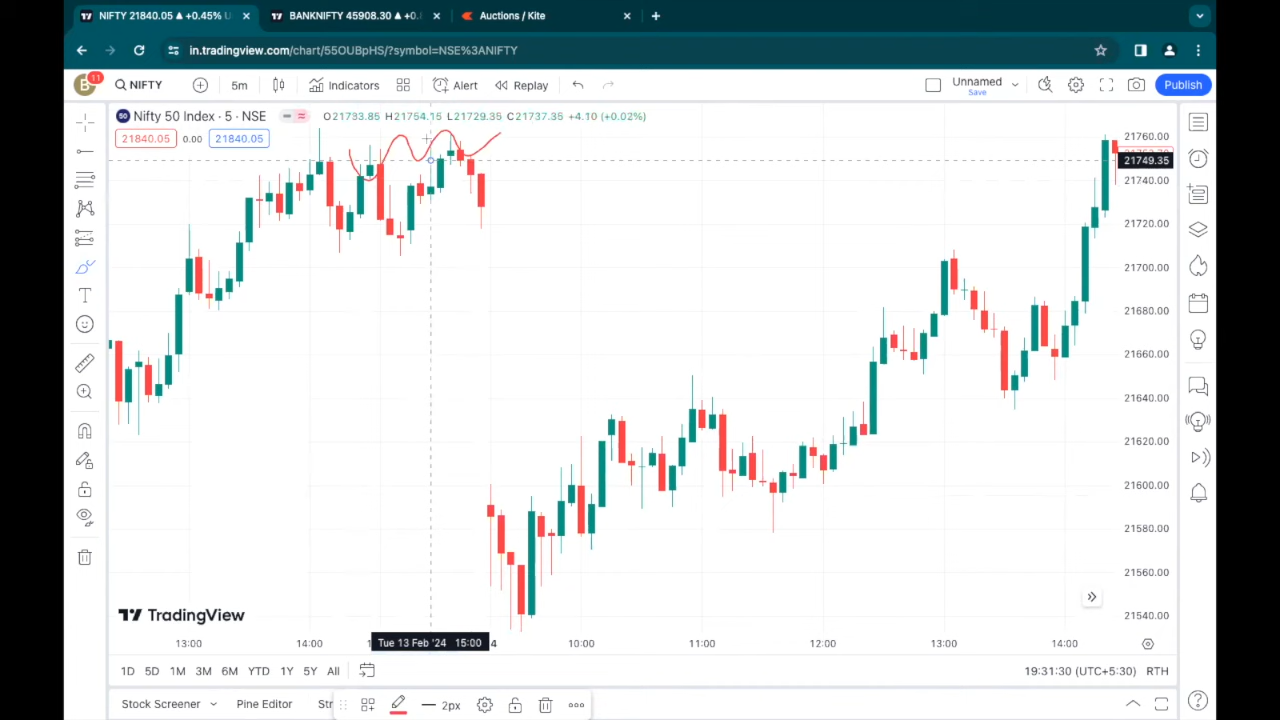 NIFTY 21840.05 ▲ +0.45%
BANKNIFTY 45908.30 ▲ +0.
Auctions / Kite
in.tradingview.com/chart/55OUBpHS/?symbol=NSE%3ANIFTY
B 11 NIFTY 5m Indicators Alert Replay Unnamed Save Publish
Nifty 50 Index · 5 · NSE O21733.85 H21754.15 L21729.35 C21737.35 +4.10 (+0.02%)
21840.05 0.00 21840.05
21760.00
21749.35
21740.00
21720.00
21700.00
21680.00
21660.00
21640.00
21620.00
21600.00
21580.00
21560.00
21540.00
TradingView
13:00 14:00 Tue 13 Feb '24 15:00 4 10:00 11:00 12:00 13:00 14:00
1D 5D 1M 3M 6M YTD 1Y 5Y All 19:31:30 (UTC+5:30) RTH
Stock Screener Pine Editor Str 2px